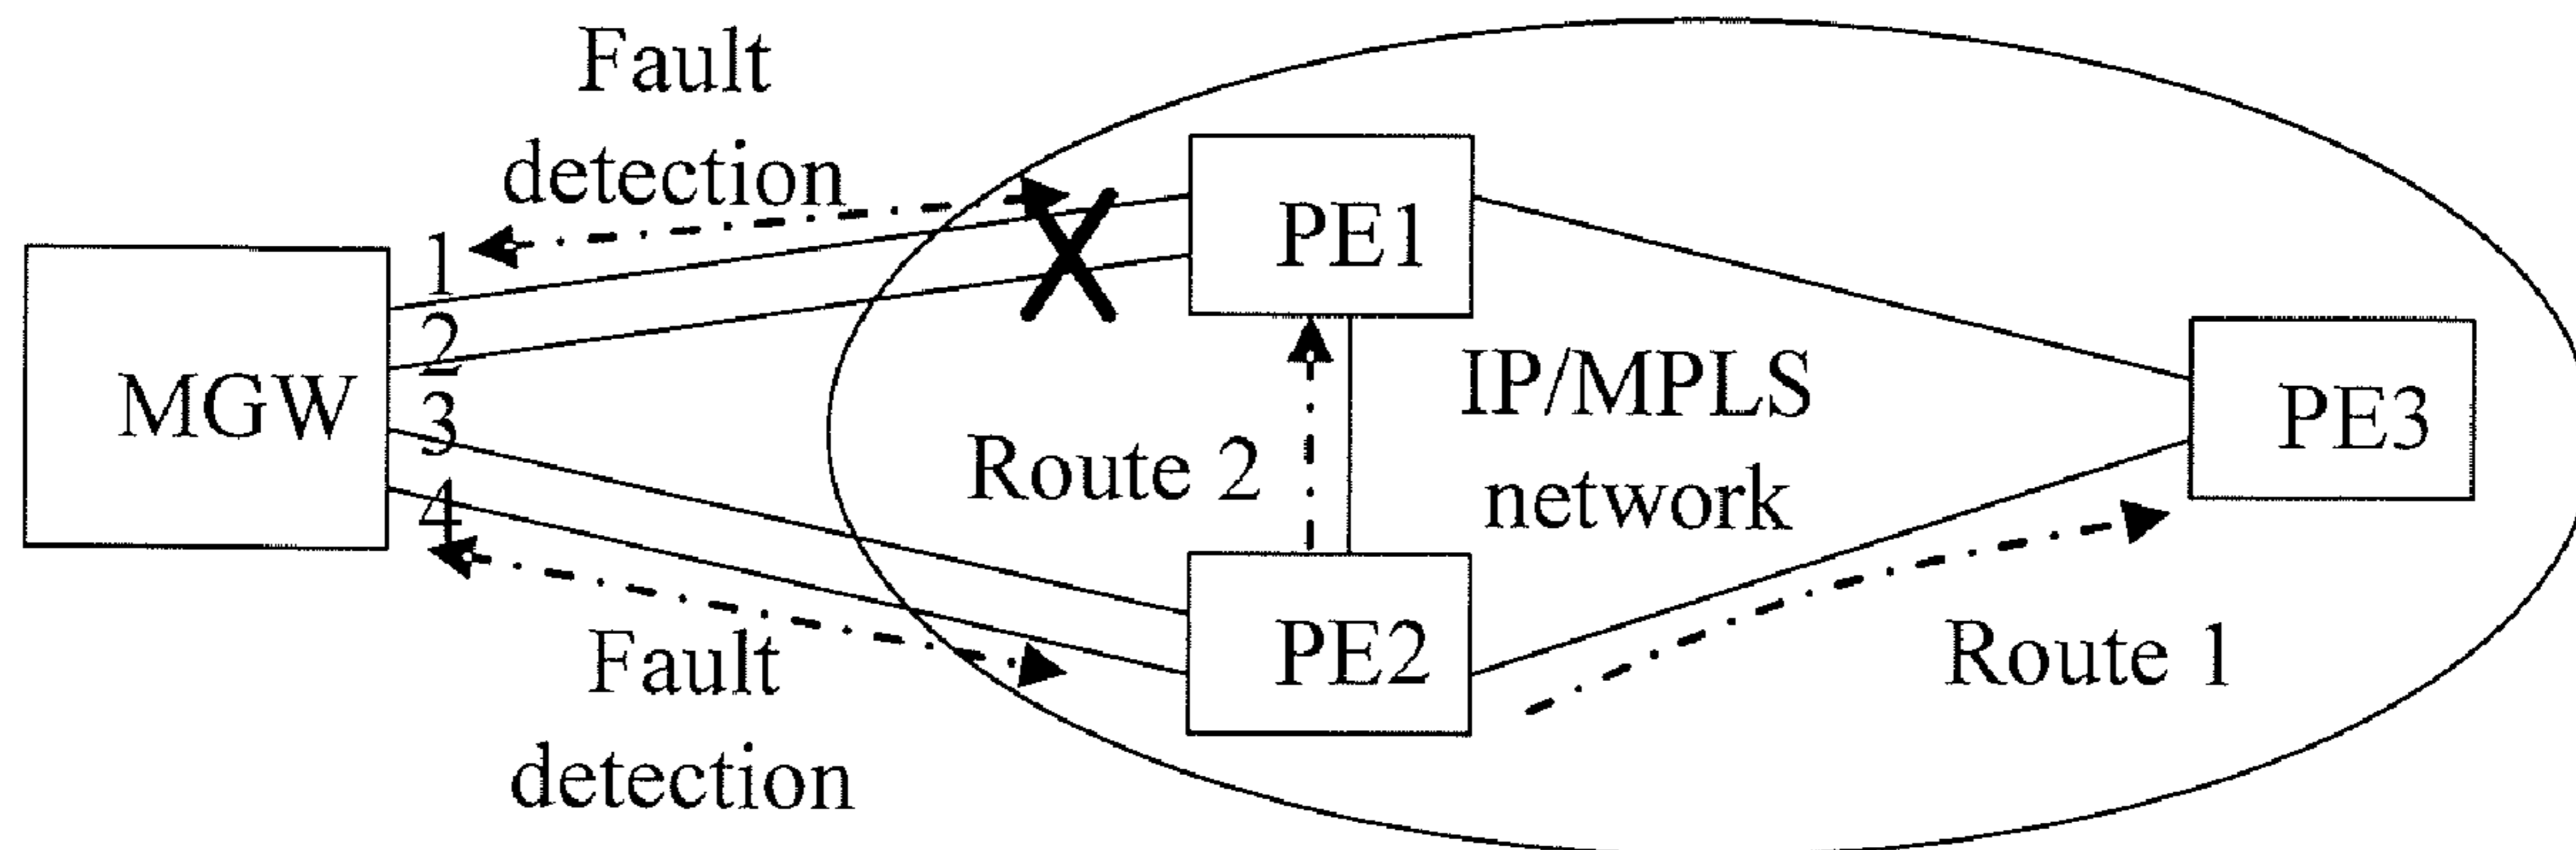 Fault
detection
1
2
3
4
MGW
PE1
IP/MPLS
network
PE3
Route 2
PE2
Route 1
Fault
detection